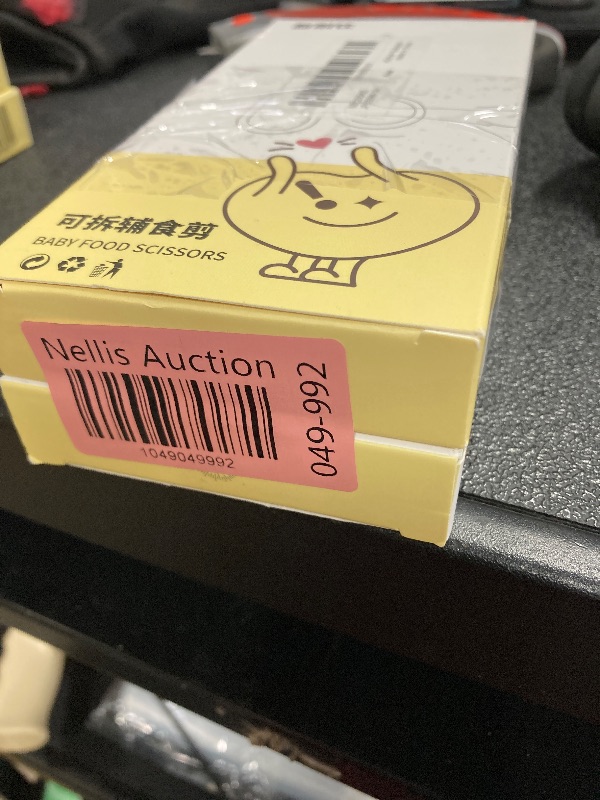 可拆辅食剪
BABY FOOD SCISSORS
Nellis Auction
1049049992
049-992